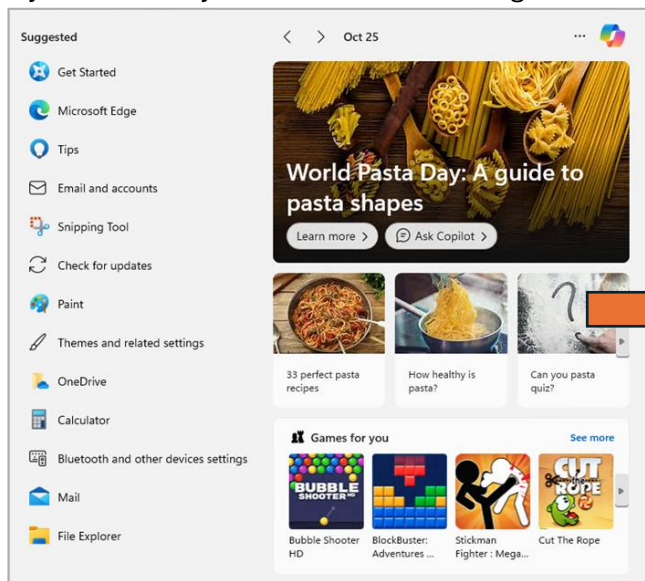 Suggested
Get Started
Microsoft Edge
Tips
Email and accounts
Snipping Tool
Check for updates
Paint
Themes and related settings
OneDrive
Calculator
Bluetooth and other devices settings
Mail
File Explorer
Oct 25
World Pasta Day: A guide to
pasta shapes
Learn more
Ask Copilot
33 perfect pasta
recipes
How healthy is
pasta?
Can you pasta
quiz?
Games for you
See more
BUBBLE
SHOOTER HD
CUT
the
ROPE
Bubble Shooter
HD
BlockBuster:
Adventures ...
Stickman
Fighter : Mega...
Cut The Rope